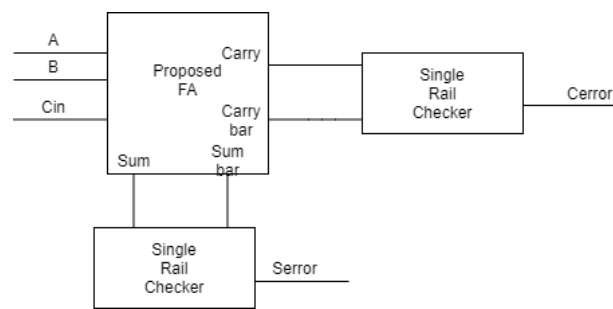 A
B
Cin
Proposed
FA
Carry
Carry
bar
Sum
Sum
bar
Single
Rail
Checker
Cerror
Single
Rail
Checker
Serror